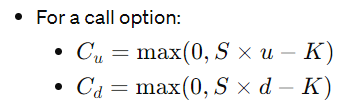 • For a call option:
• C_u = max(0, S × u – K)
• C_d = max(0, S × d – K)